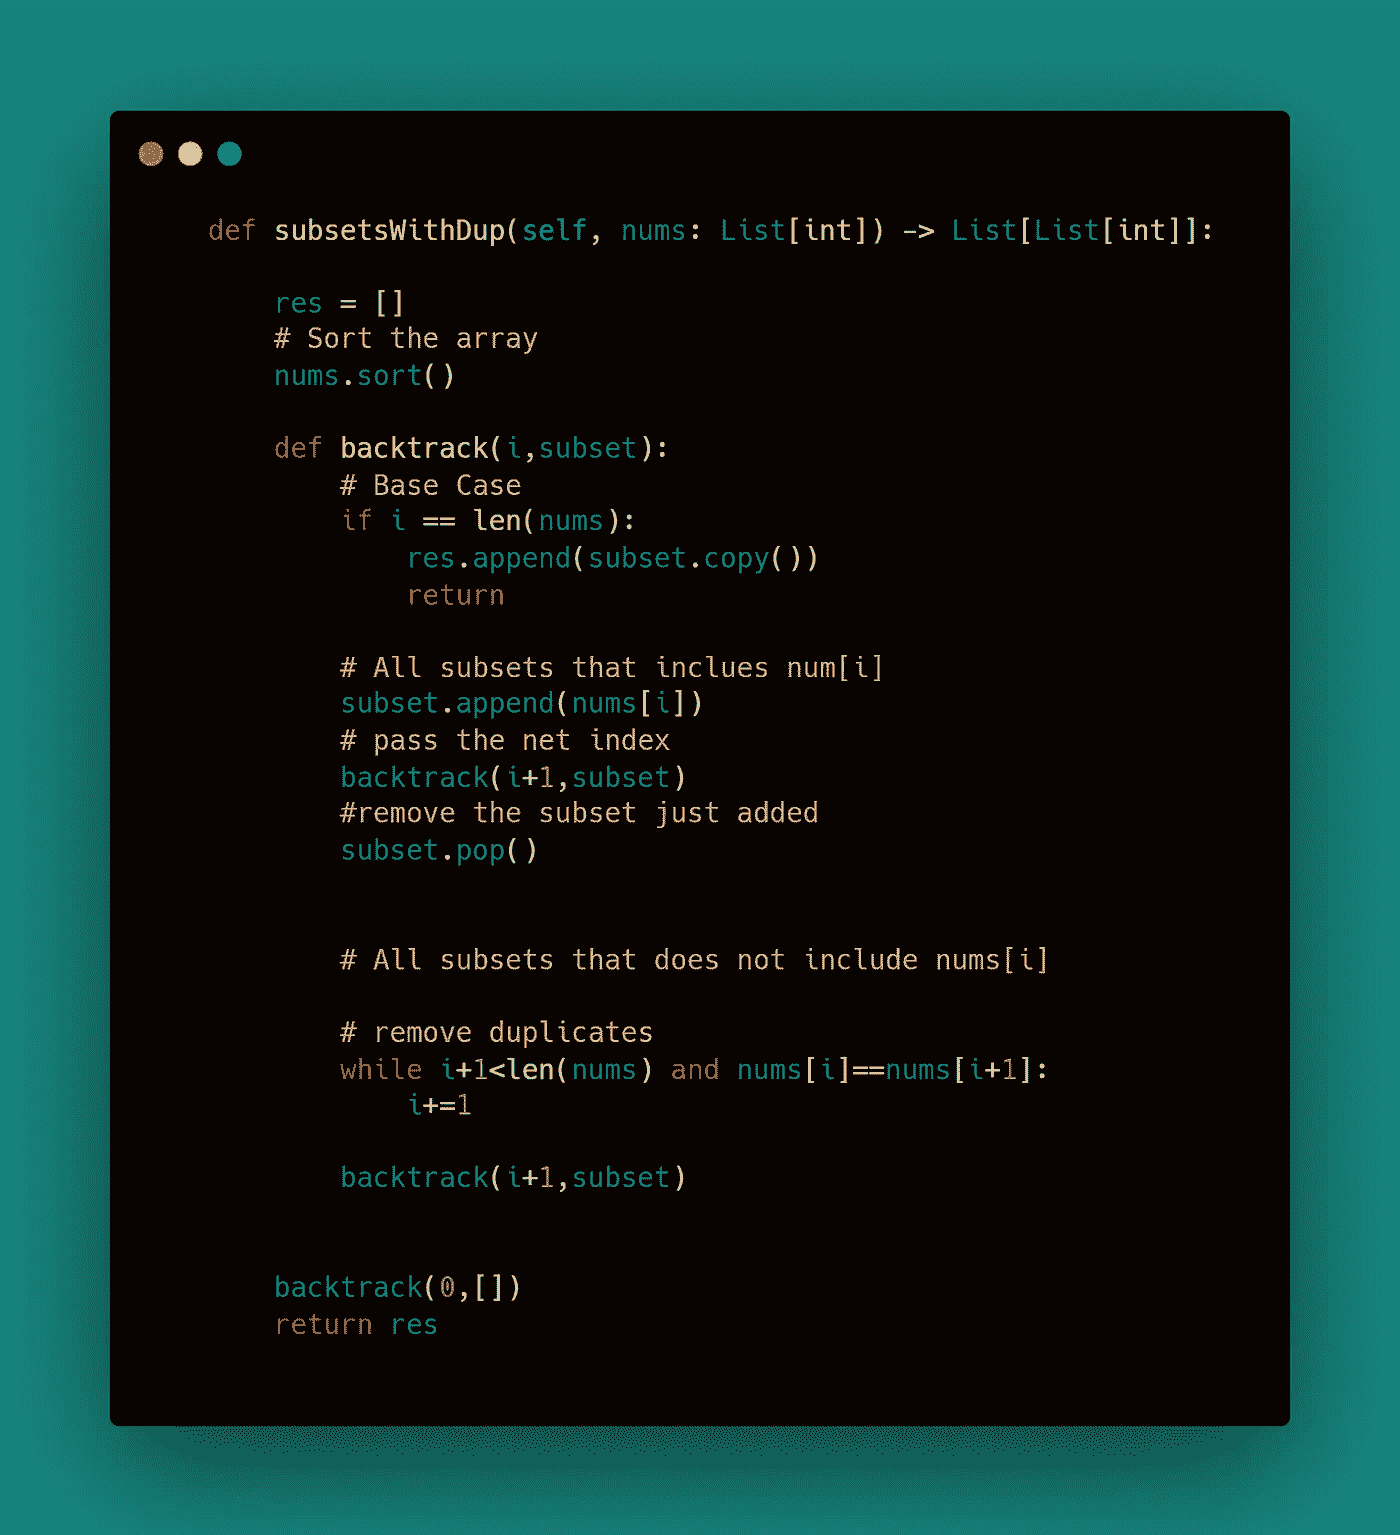 def subsetsWithDup(self, nums: List[int]) -> List[List[int]]:
res = []
# Sort the array
nums.sort()
def backtrack(i,subset):
# Base Case
if i == len(nums):
res.append(subset.copy())
return
# All subsets that inclues num[i]
subset.append(nums[i])
# pass the net index
backtrack(i+1,subset)
#remove the subset just added
subset.pop()
# All subsets that does not include nums[i]
# remove duplicates
while i+1<len(nums) and nums[i]==nums[i+1]:
i+=1
backtrack(i+1,subset)
backtrack(0,[])
return res